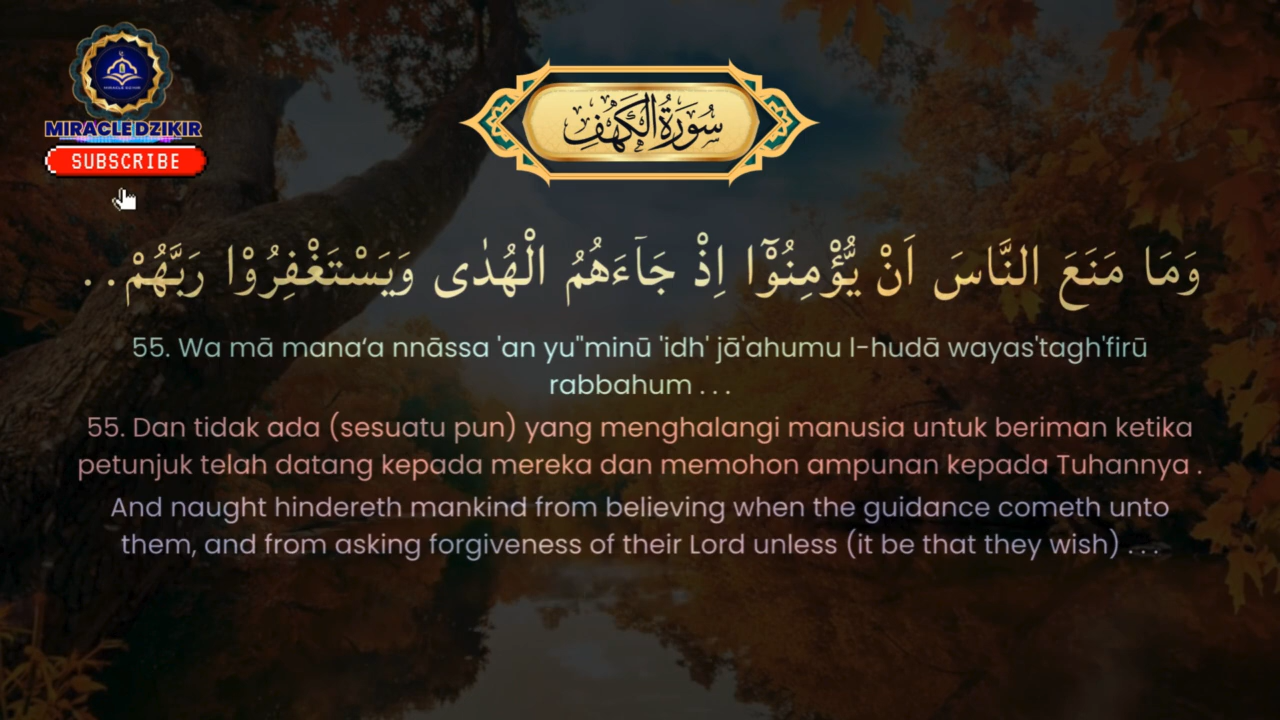 MIRACLE DZIKIR
MIRACLEDZIKIR
SUBSCRIBE
سُوْرَةُ الْكَهْفِ
وَمَا مَنَعَ النَّاسَ اَنْ يُّؤْمِنُوْٓا اِذْ جَاۤءَهُمُ الْهُدٰى وَيَسْتَغْفِرُوْا رَبَّهُمْ. .
55. Wa mā mana‘a nnāssa 'an yu"minū 'idh' jā'ahumu l-hudā wayas'tagh'firū
rabbahum . . .
55. Dan tidak ada (sesuatu pun) yang menghalangi manusia untuk beriman ketika
petunjuk telah datang kepada mereka dan memohon ampunan kepada Tuhannya .
And naught hindereth mankind from believing when the guidance cometh unto
them, and from asking forgiveness of their Lord unless (it be that they wish) . . .